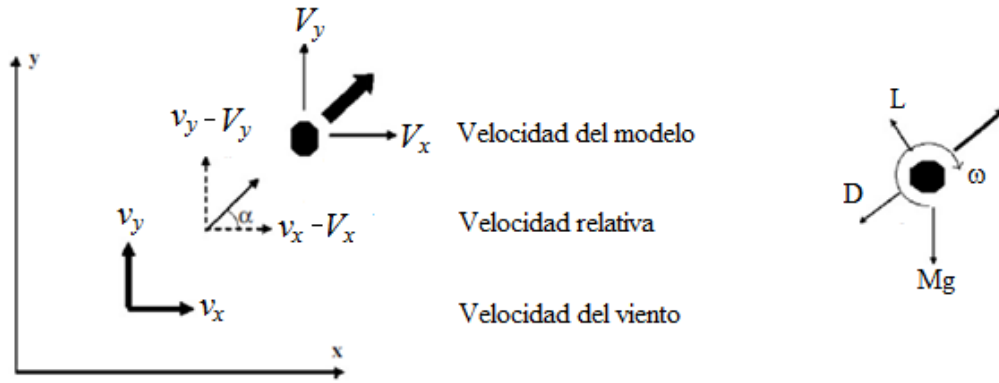 y
V_y
v_y - V_y
V_x Velocidad del modelo
α
v_x - V_x Velocidad relativa
v_y
v_x Velocidad del viento
x
L
ω
D
Mg